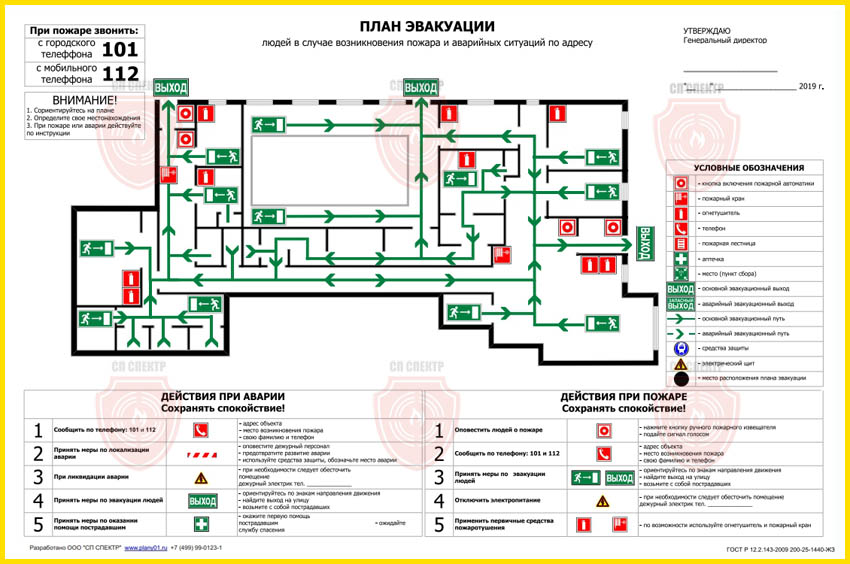 При пожаре звонить:
с городского
телеффона 101
с мобильного
телеффона 112
ВНИМАНИЕ!
1. Сориентируйтесь на плане
2. Определите свое местонахождения
3. При пожаре или аварии действуйте
по инструкции
ПЛАН ЭВАКУАЦИИ
людей в случае возникновения пожара и аварийных ситуаций по адресу
УТВЕРЖДАЮ
Генеральный директор
"___"______________ 2019 г.
СП СПЕКТР
СП СПЕКТР
ВЫХОД
ВЫХОД
ВЫХОД
УСЛОВНЫЕ ОБОЗНАЧЕНИЯ
- кнопка включения пожарной автоматики
- пожарный кран
- огнетушитель
- телефон
- пожарная лестница
- аптечка
- место (пункт сбора)
ВЫХОД - основной эвакуационный выход
ЗАПАСНЫЙ ВЫХОД - аварийный эвакуационный выход
- основной эвакуационный путь
- аварийный эвакуационный путь
- средства защиты
- электрический щит
- место расположения плана эвакуации
СП СПЕКТР
СП СПЕКТР
СП СПЕКТР
ДЕЙСТВИЯ ПРИ АВАРИИ
Сохранять спокойствие!
1 Сообщить по телефону: 101 и 112
- адрес объекта
- место возникновения пожара
- свою фамилию и телефон
2 Принять меры по локализации
аварии
- оповестите дежурный персонал
- предотвратите развитие аварии
- используйте средства защиты, обозначьте место аварии
3 При ликвидации аварии
- при необходимости следует обесточить
помещение
дежурный электрик тел. ______________
4 Принять меры по эвакуации людей
ВЫХОД
- ориентируйтесь по знакам направления движения
- найдите выход на улицу
- возьмите с собой пострадавших
5 Принять меры по оказании
помощи пострадавшим
- окажите первую помощь
пострадавшим - ожидайте
службу спасения
ДЕЙСТВИЯ ПРИ ПОЖАРЕ
Сохранять спокойствие!
1 Оповестить людей о пожаре
- нажмите кнопку ручного пожарного извещателя
- подайте сигнал голосом
2 Сообщить по телефону: 101 и 112
- адрес объекта
- место возникновения пожара
- свою фамилию и телефон
3 Принять меры по эвакуации
людей
ВЫХОД
- ориентируйтесь по знакам направления движения
- найдите выход на улицу
- возьмите с собой пострадавших
4 Отключить электропитание
- при необходимости следует обесточить помещение
дежурный электрик тел. ______________
5 Применить первичные средства
пожаротушения
- по возможности используйте огнетушитель и пожарный кран
Разработано ООО "СП СПЕКТР" www.plany01.ru +7 (499) 99-0123-1
ГОСТ Р 12.2.143-2009 200-25-1440-ЖЗ